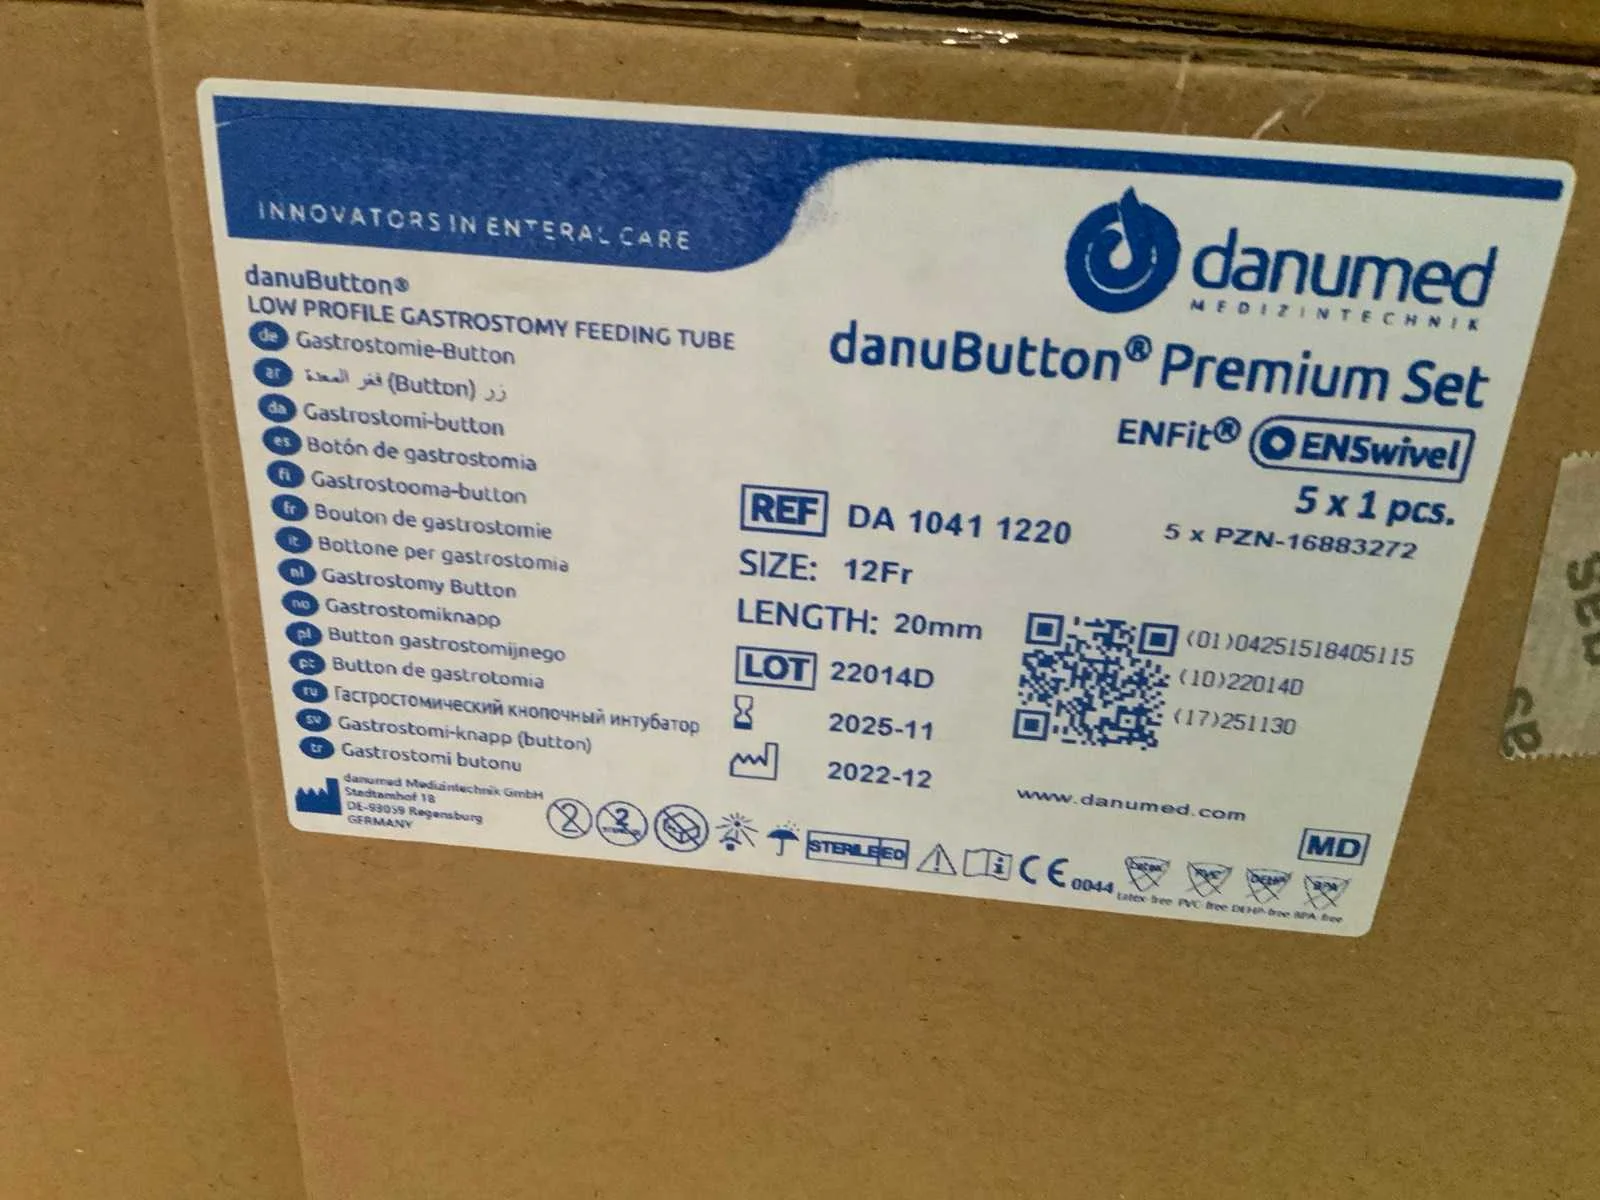 INNOVATORS IN ENTERAL CARE
danumed
MEDIZINTECHNIK
danuButton®
LOW PROFILE GASTROSTOMY FEEDING TUBE
de Gastrostomie-Button
ar زر (Button) فغر المعدة
da Gastrostomi-button
es Botón de gastrostomia
fi Gastrostooma-button
fr Bouton de gastrostomie
it Bottone per gastrostomia
nl Gastrostomy Button
no Gastrostomiknapp
pl Button gastrostomijnego
pt Button de gastrotomia
ru Гастростомический кнопочный интубатор
sv Gastrostomi-knapp (button)
tr Gastrostomi butonu
danuButton® Premium Set
ENFit® ENSwivel
5 x 1 pcs.
5 x PZN-16883272
REF DA 1041 1220
SIZE: 12Fr
LENGTH: 20mm
LOT 22014D
2025-11
2022-12
(01)04251518405115
(10)22014D
(17)251130
www.danumed.com
danumed Medizintechnik GmbH
Stadtamhof 18
DE-93059 Regensburg
GERMANY
2
2
STERILE EO
CE 0044
MD
Latex PVC DEHP BPA
Latex-free PVC-free DEHP-free BPA-free